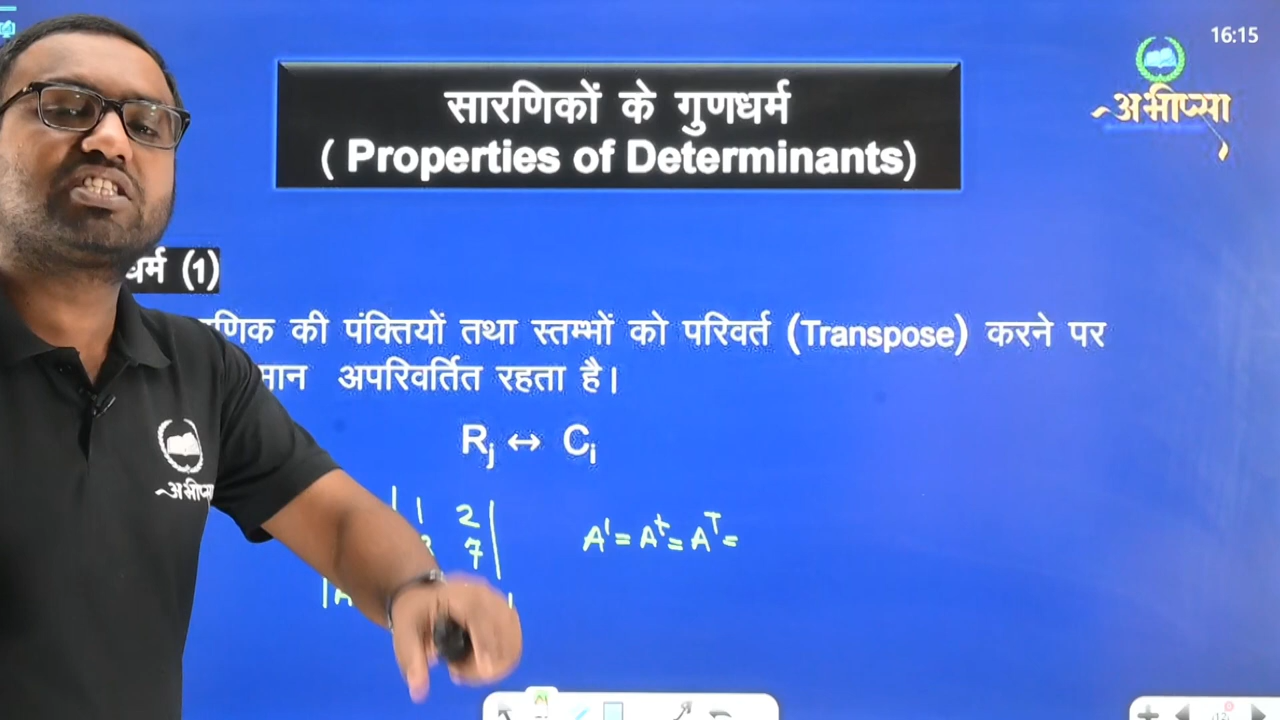 16:15
अभीप्सा
सारणिकों के गुणधर्म
( Properties of Determinants)
धर्म (1)
की पंक्तियों तथा स्तम्भों को परिवर्त (Transpose) करने पर
मान अपरिवर्तित रहता है।
Rj ↔ Ci
1 2
7
A' = Aᵗ = Aᵀ =
अभीप्सा